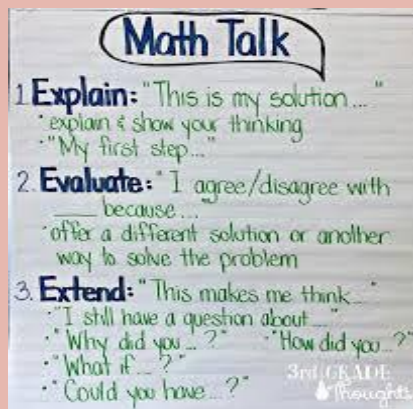 Math Talk
1. Explain: "This is my solution..."
· explain & show your thinking
· "My first step..."
2. Evaluate: "I agree/disagree with
___ because...
· offer a different solution or another
way to solve the problem
3. Extend: "This makes me think..."
· "I still have a question about..."
· "Why did you...?" · "How did you...?"
· "What if...?"
· "Could you have...?"
3rd GRADE
Thoughts